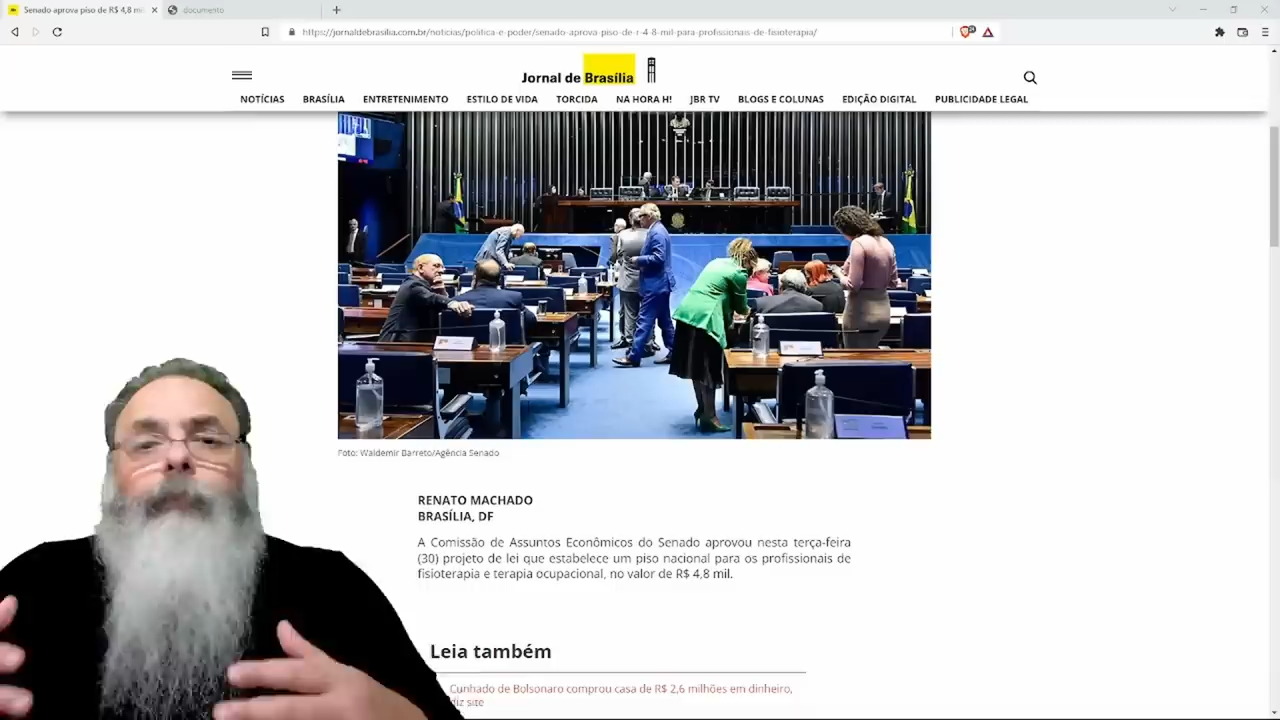 Senado aprova piso de R$ 4,8 mi
documento
https://jornaldebrasilia.com.br/noticias/politica-e-poder/senado-aprova-piso-de-r-4-8-mil-para-profissionais-de-fisioterapia/
Jornal de Brasília
NOTÍCIAS BRASÍLIA ENTRETENIMENTO ESTILO DE VIDA TORCIDA NA HORA H! JBR TV BLOGS E COLUNAS EDIÇÃO DIGITAL PUBLICIDADE LEGAL
Foto: Waldemir Barreto/Agência Senado
RENATO MACHADO
BRASÍLIA, DF
A Comissão de Assuntos Econômicos do Senado aprovou nesta terça-feira
(30) projeto de lei que estabelece um piso nacional para os profissionais de
fisioterapia e terapia ocupacional, no valor de R$ 4,8 mil.
Leia também
Cunhado de Bolsonaro comprou casa de R$ 2,6 milhões em dinheiro,
diz site